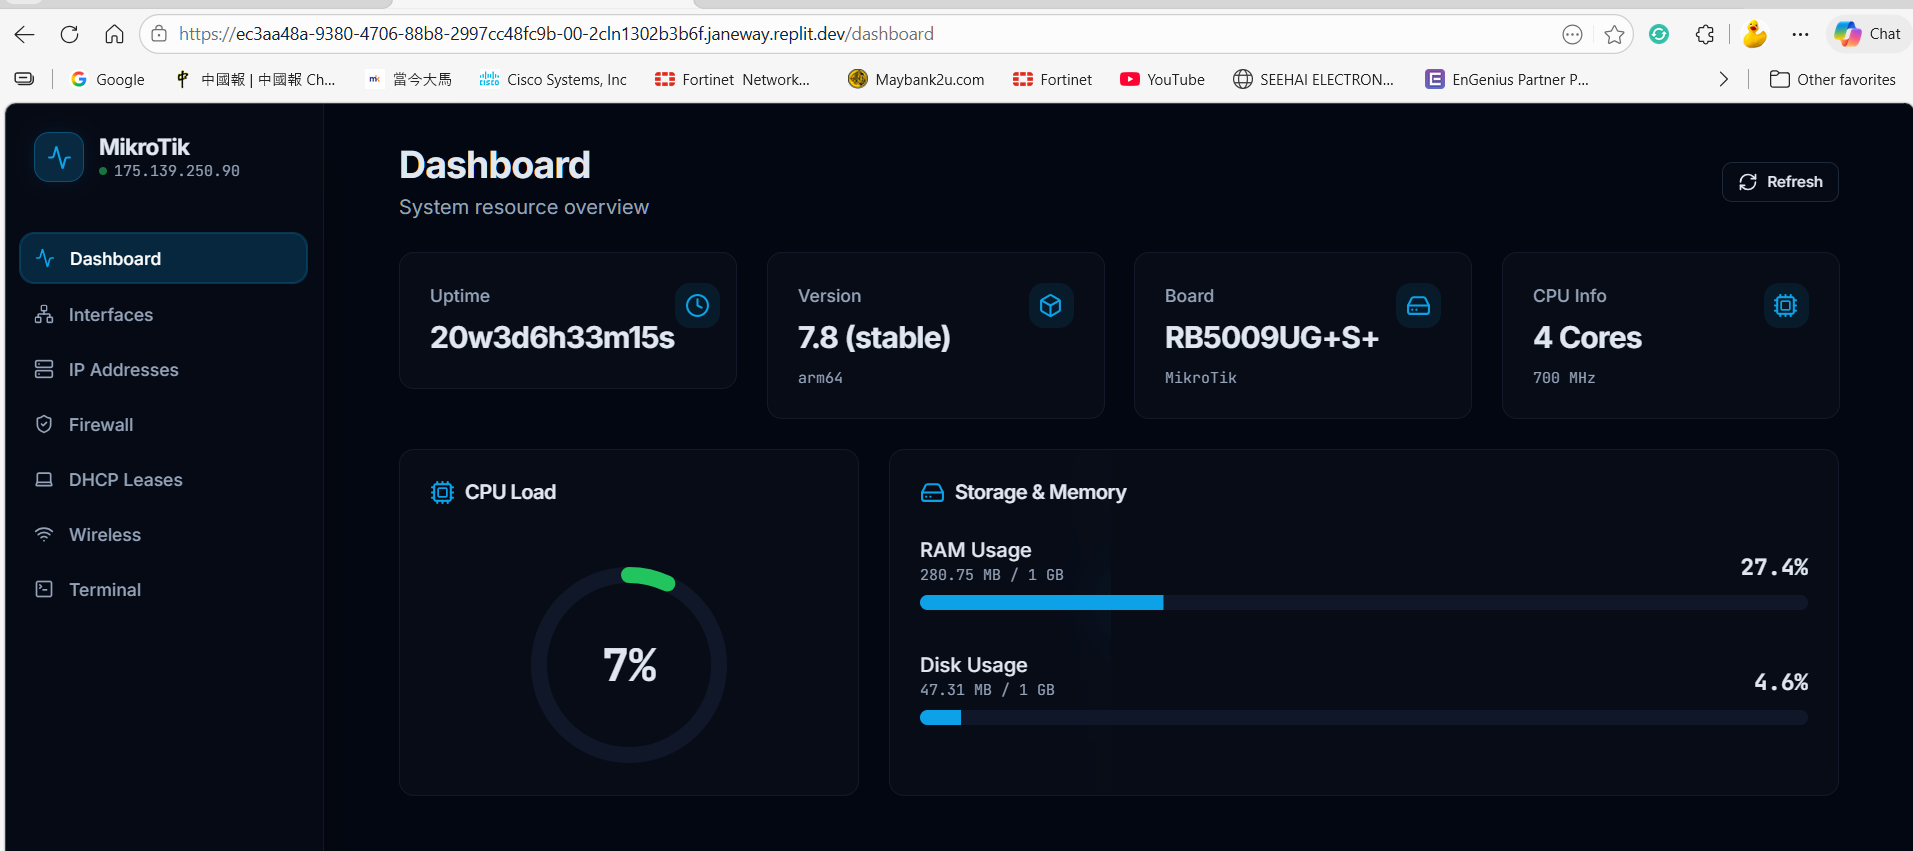 https://ec3aa48a-9380-4706-88b8-2997cc48fc9b-00-2cln1302b3b6f.janeway.replit.dev/dashboard
Chat
Google
中國報 | 中國報 Ch...
mk
當今大馬
cisco
Cisco Systems, Inc
Fortinet Network...
Maybank2u.com
Fortinet
YouTube
SEEHAI ELECTRON...
E
EnGenius Partner P...
Other favorites
MikroTik
175.139.250.90
Dashboard
Interfaces
IP Addresses
Firewall
DHCP Leases
Wireless
Terminal
Dashboard
System resource overview
Refresh
Uptime
20w3d6h33m15s
Version
7.8 (stable)
arm64
Board
RB5009UG+S+
MikroTik
CPU Info
4 Cores
700 MHz
CPU Load
7%
Storage & Memory
RAM Usage
280.75 MB / 1 GB
27.4%
Disk Usage
47.31 MB / 1 GB
4.6%